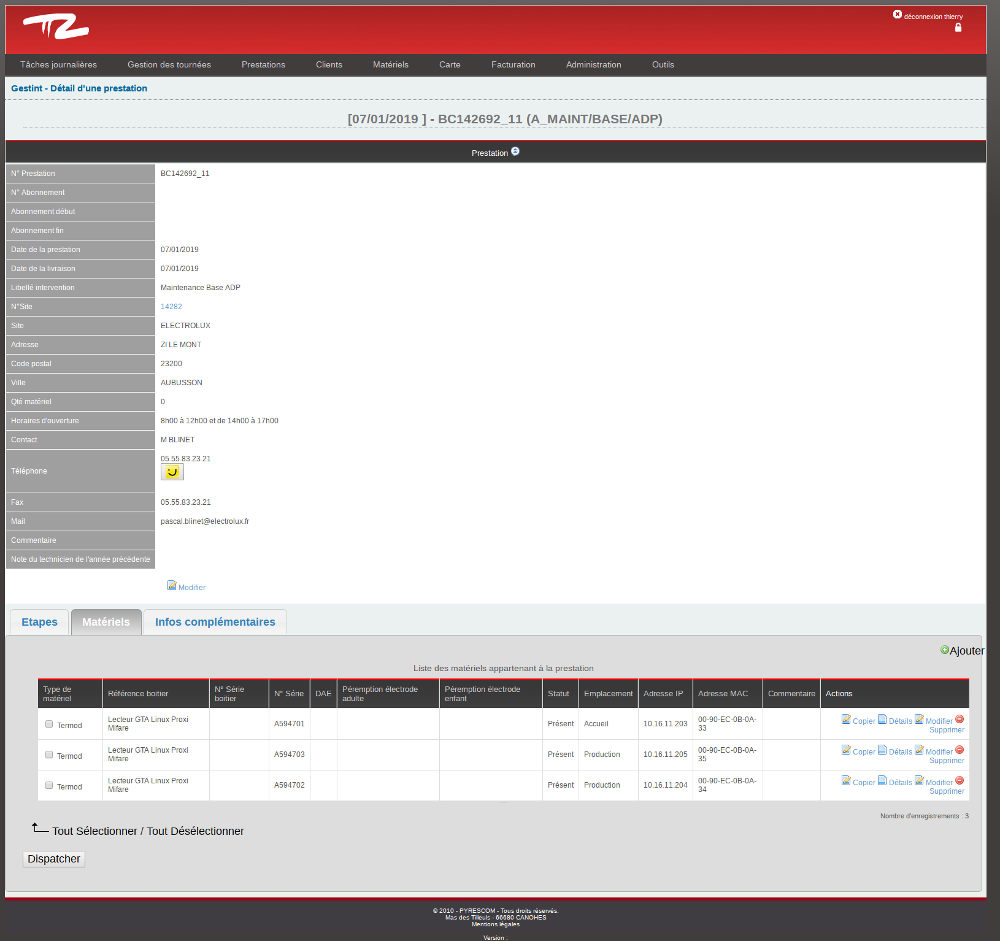 TZ
déconnexion thierry
Tâches journalières Gestion des tournées Prestations Clients Matériels Carte Facturation Administration Outils
Gestint - Détail d'une prestation
[07/01/2019 ] - BC142692_11 (A_MAINT/BASE/ADP)
Prestation
N° Prestation BC142692_11
N° Abonnement
Abonnement début
Abonnement fin
Date de la prestation 07/01/2019
Date de la livraison 07/01/2019
Libellé intervention Maintenance Base ADP
N°Site 14282
Site ELECTROLUX
Adresse ZI LE MONT
Code postal 23200
Ville AUBUSSON
Qté matériel 0
Horaires d'ouverture 8h00 à 12h00 et de 14h00 à 17h00
Contact M BLINET
Téléphone 05.55.83.23.21
Fax 05.55.83.23.21
Mail pascal.blinet@electrolux.fr
Commentaire
Note du technicien de l'année précédente
Modifier
Etapes Matériels Infos complémentaires
Ajouter
Liste des matériels appartenant à la prestation
Type de matériel Référence boitier N° Série boitier N° Série DAE Péremption électrode adulte Péremption électrode enfant Statut Emplacement Adresse IP Adresse MAC Commentaire Actions
Termod Lecteur GTA Linux Proxi Mifare A594701 Présent Accueil 10.16.11.203 00-90-EC-0B-0A-33 Copier Détails Modifier Supprimer
Termod Lecteur GTA Linux Proxi Mifare A594703 Présent Production 10.16.11.205 00-90-EC-0B-0A-35 Copier Détails Modifier Supprimer
Termod Lecteur GTA Linux Proxi Mifare A594702 Présent Production 10.16.11.204 00-90-EC-0B-0A-34 Copier Détails Modifier Supprimer
Nombre d'enregistrements : 3
Tout Sélectionner / Tout Désélectionner
Dispatcher
© 2010 - PYRESCOM - Tous droits réservés.
Mas des Tilleuls - 66680 CANOHES
Mentions légales
Version :